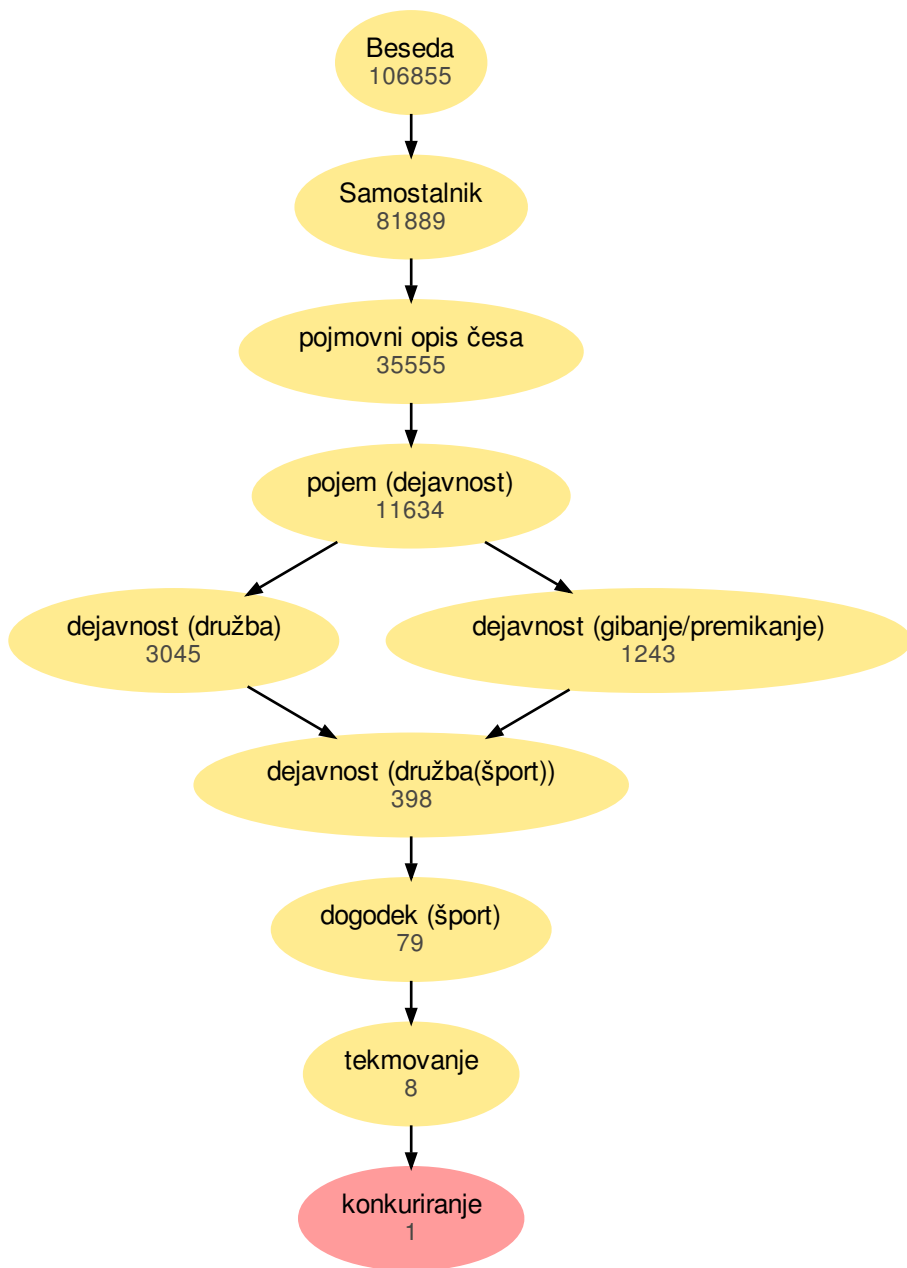 Beseda
106855
Samostalnik
81889
pojmovni opis česa
35555
pojem (dejavnost)
11634
dejavnost (družba)
3045
dejavnost (gibanje/premikanje)
1243
dejavnost (družba(šport))
398
dogodek (šport)
79
tekmovanje
8
konkuriranje
1